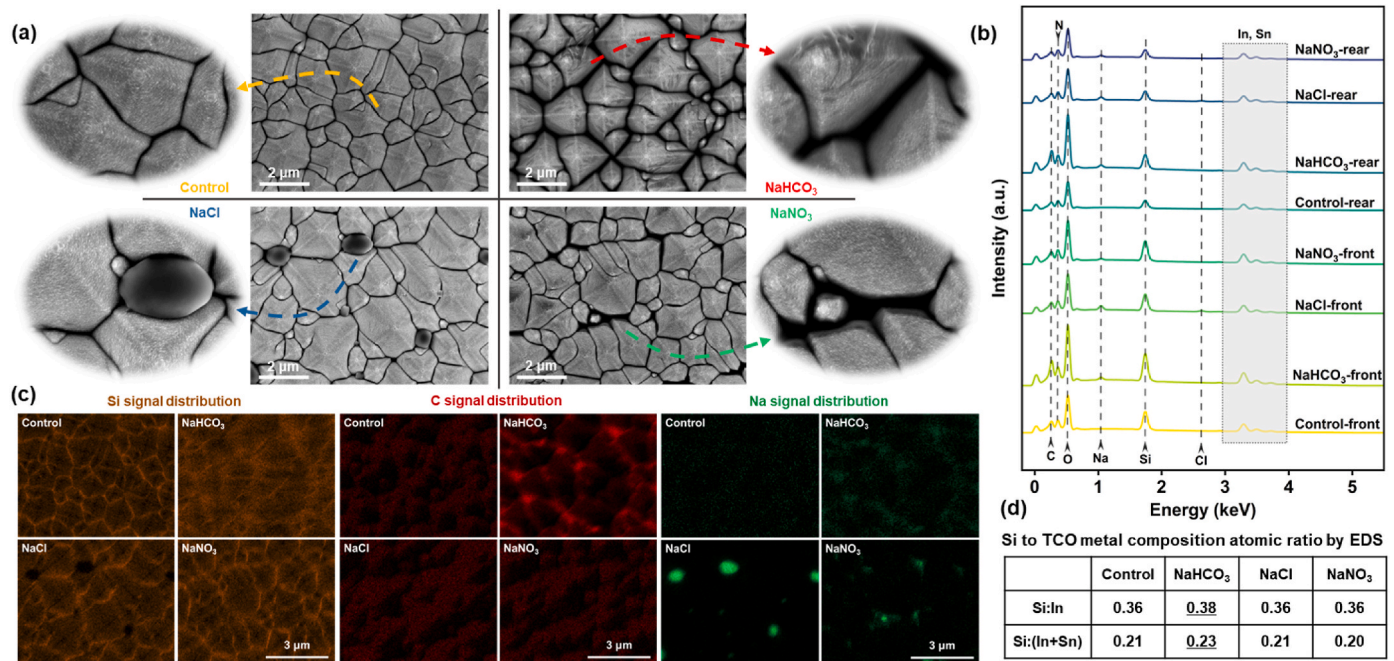 (a)
2 μm
Control
2 μm
NaHCO₃
NaCl
2 μm
NaNO₃
2 μm
(b)
Intensity (a.u.)
N
In, Sn
NaNO₃-rear
NaCl-rear
NaHCO₃-rear
Control-rear
NaNO₃-front
NaCl-front
NaHCO₃-front
Control-front
C O Na Si Cl
0 1 2 3 4 5
Energy (keV)
(c)
Si signal distribution C signal distribution Na signal distribution
Control NaHCO₃ Control NaHCO₃ Control NaHCO₃
NaCl NaNO₃ NaCl NaNO₃ NaCl NaNO₃
3 μm 3 μm 3 μm
(d)
Si to TCO metal composition atomic ratio by EDS
Control NaHCO₃ NaCl NaNO₃
Si:In 0.36 0.38 0.36 0.36
Si:(In+Sn) 0.21 0.23 0.21 0.20